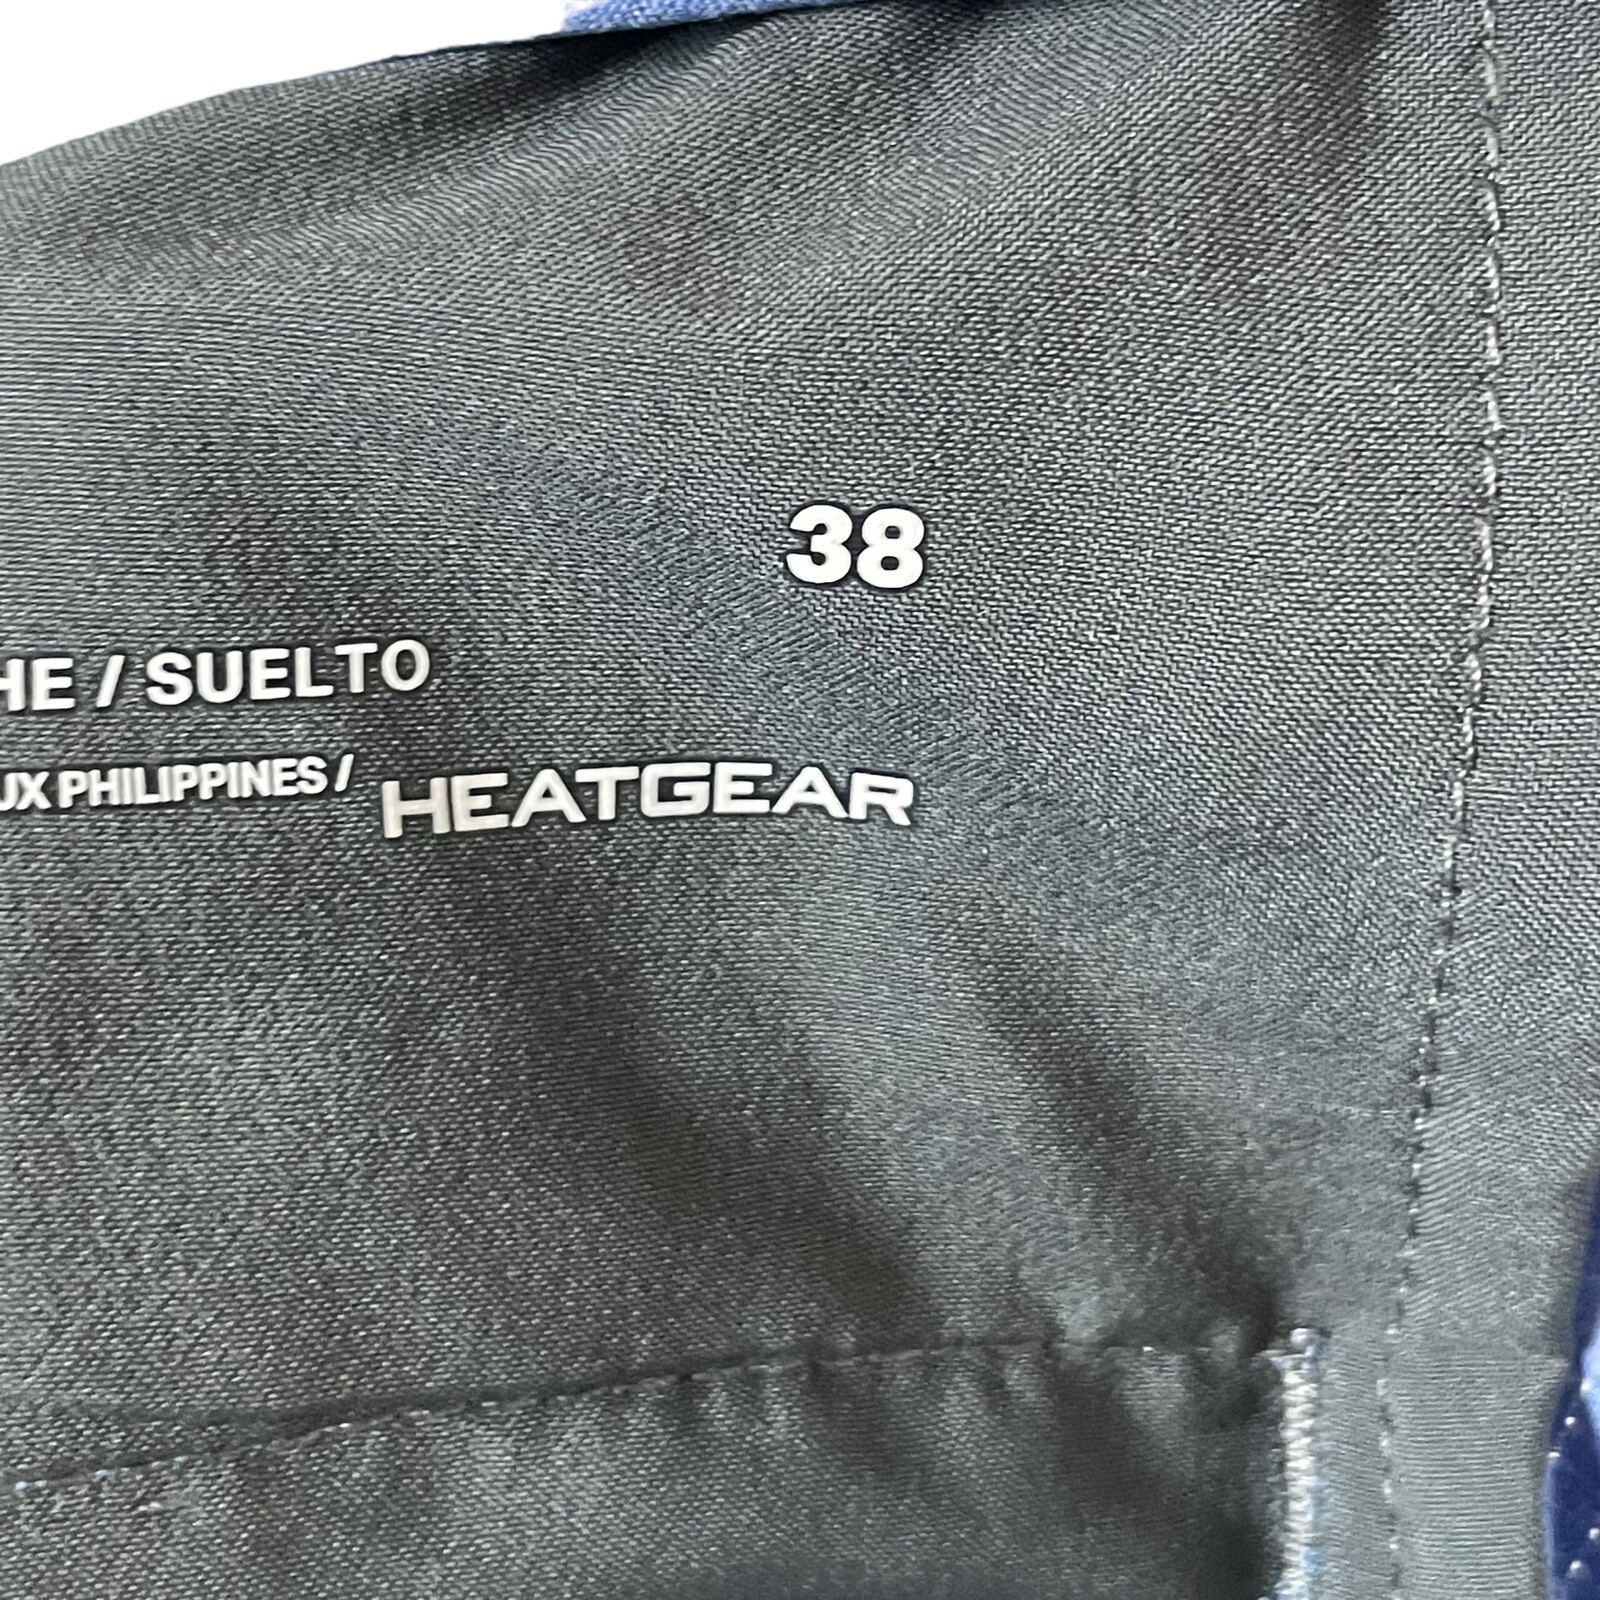 38
HE / SUELTO
UX PHILIPPINES /
HEATGEAR